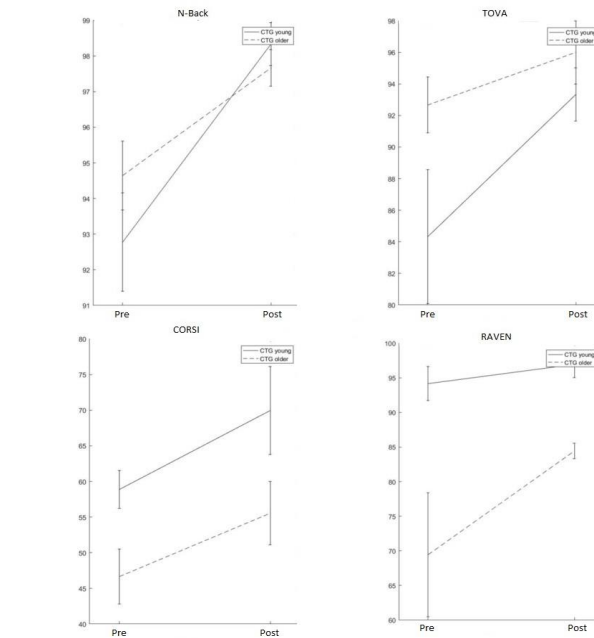 N-Back
99
98
97
96
95
94
93
92
91
CTG young
CTG older
Pre Post
TOVA
98
96
94
92
90
88
86
84
82
80
CTG young
CTG older
Pre Post
CORSI
80
75
70
65
60
55
50
45
40
CTG young
CTG older
Pre Post
RAVEN
100
95
90
85
80
75
70
65
60
CTG young
CTG older
Pre Post